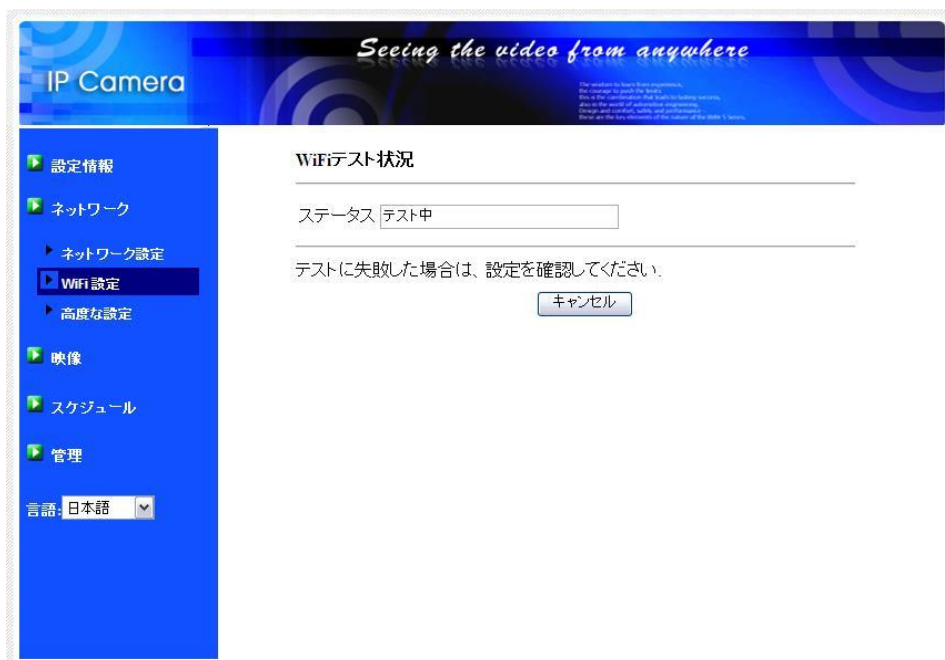 Seeing the video from anywhere
IP Camera
設定情報
ネットワーク
ネットワーク設定
WiFi 設定
高度な設定
映像
スケジュール
管理
言語: 日本語
WiFiテスト状況
ステータス テスト中
テストに失敗した場合は、設定を確認してください.
キャンセル